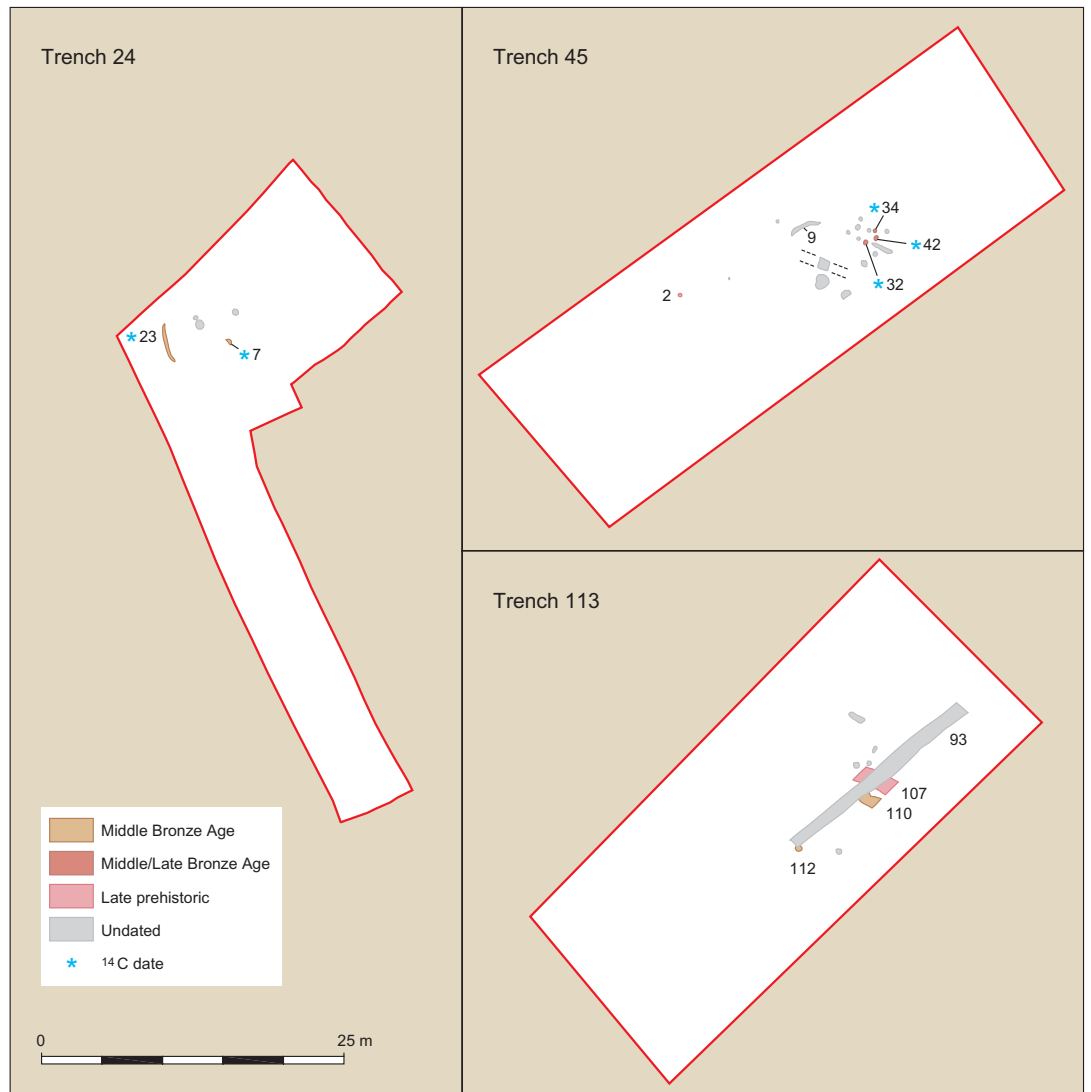 Trench 24
* 23
* 7
Trench 45
* 34
9
* 42
* 32
2
Trench 113
93
107
110
112
Middle Bronze Age
Middle/Late Bronze Age
Late prehistoric
Undated
* ¹⁴C date
0 25 m